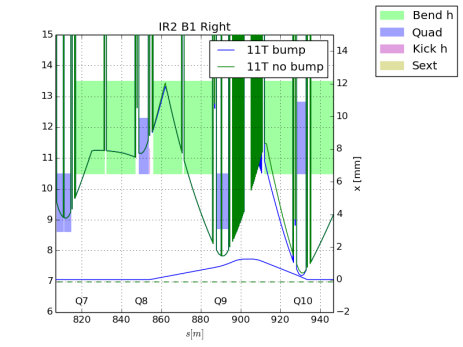 IR2 B1 Right
Bend h
Quad
Kick h
Sext
11T bump
11T no bump
15
14
13
12
11
10
9
8
7
6
14
12
10
8
6
4
2
0
−2
x [mm]
Q7
Q8
Q9
Q10
820
840
860
880
900
920
940
s[m]